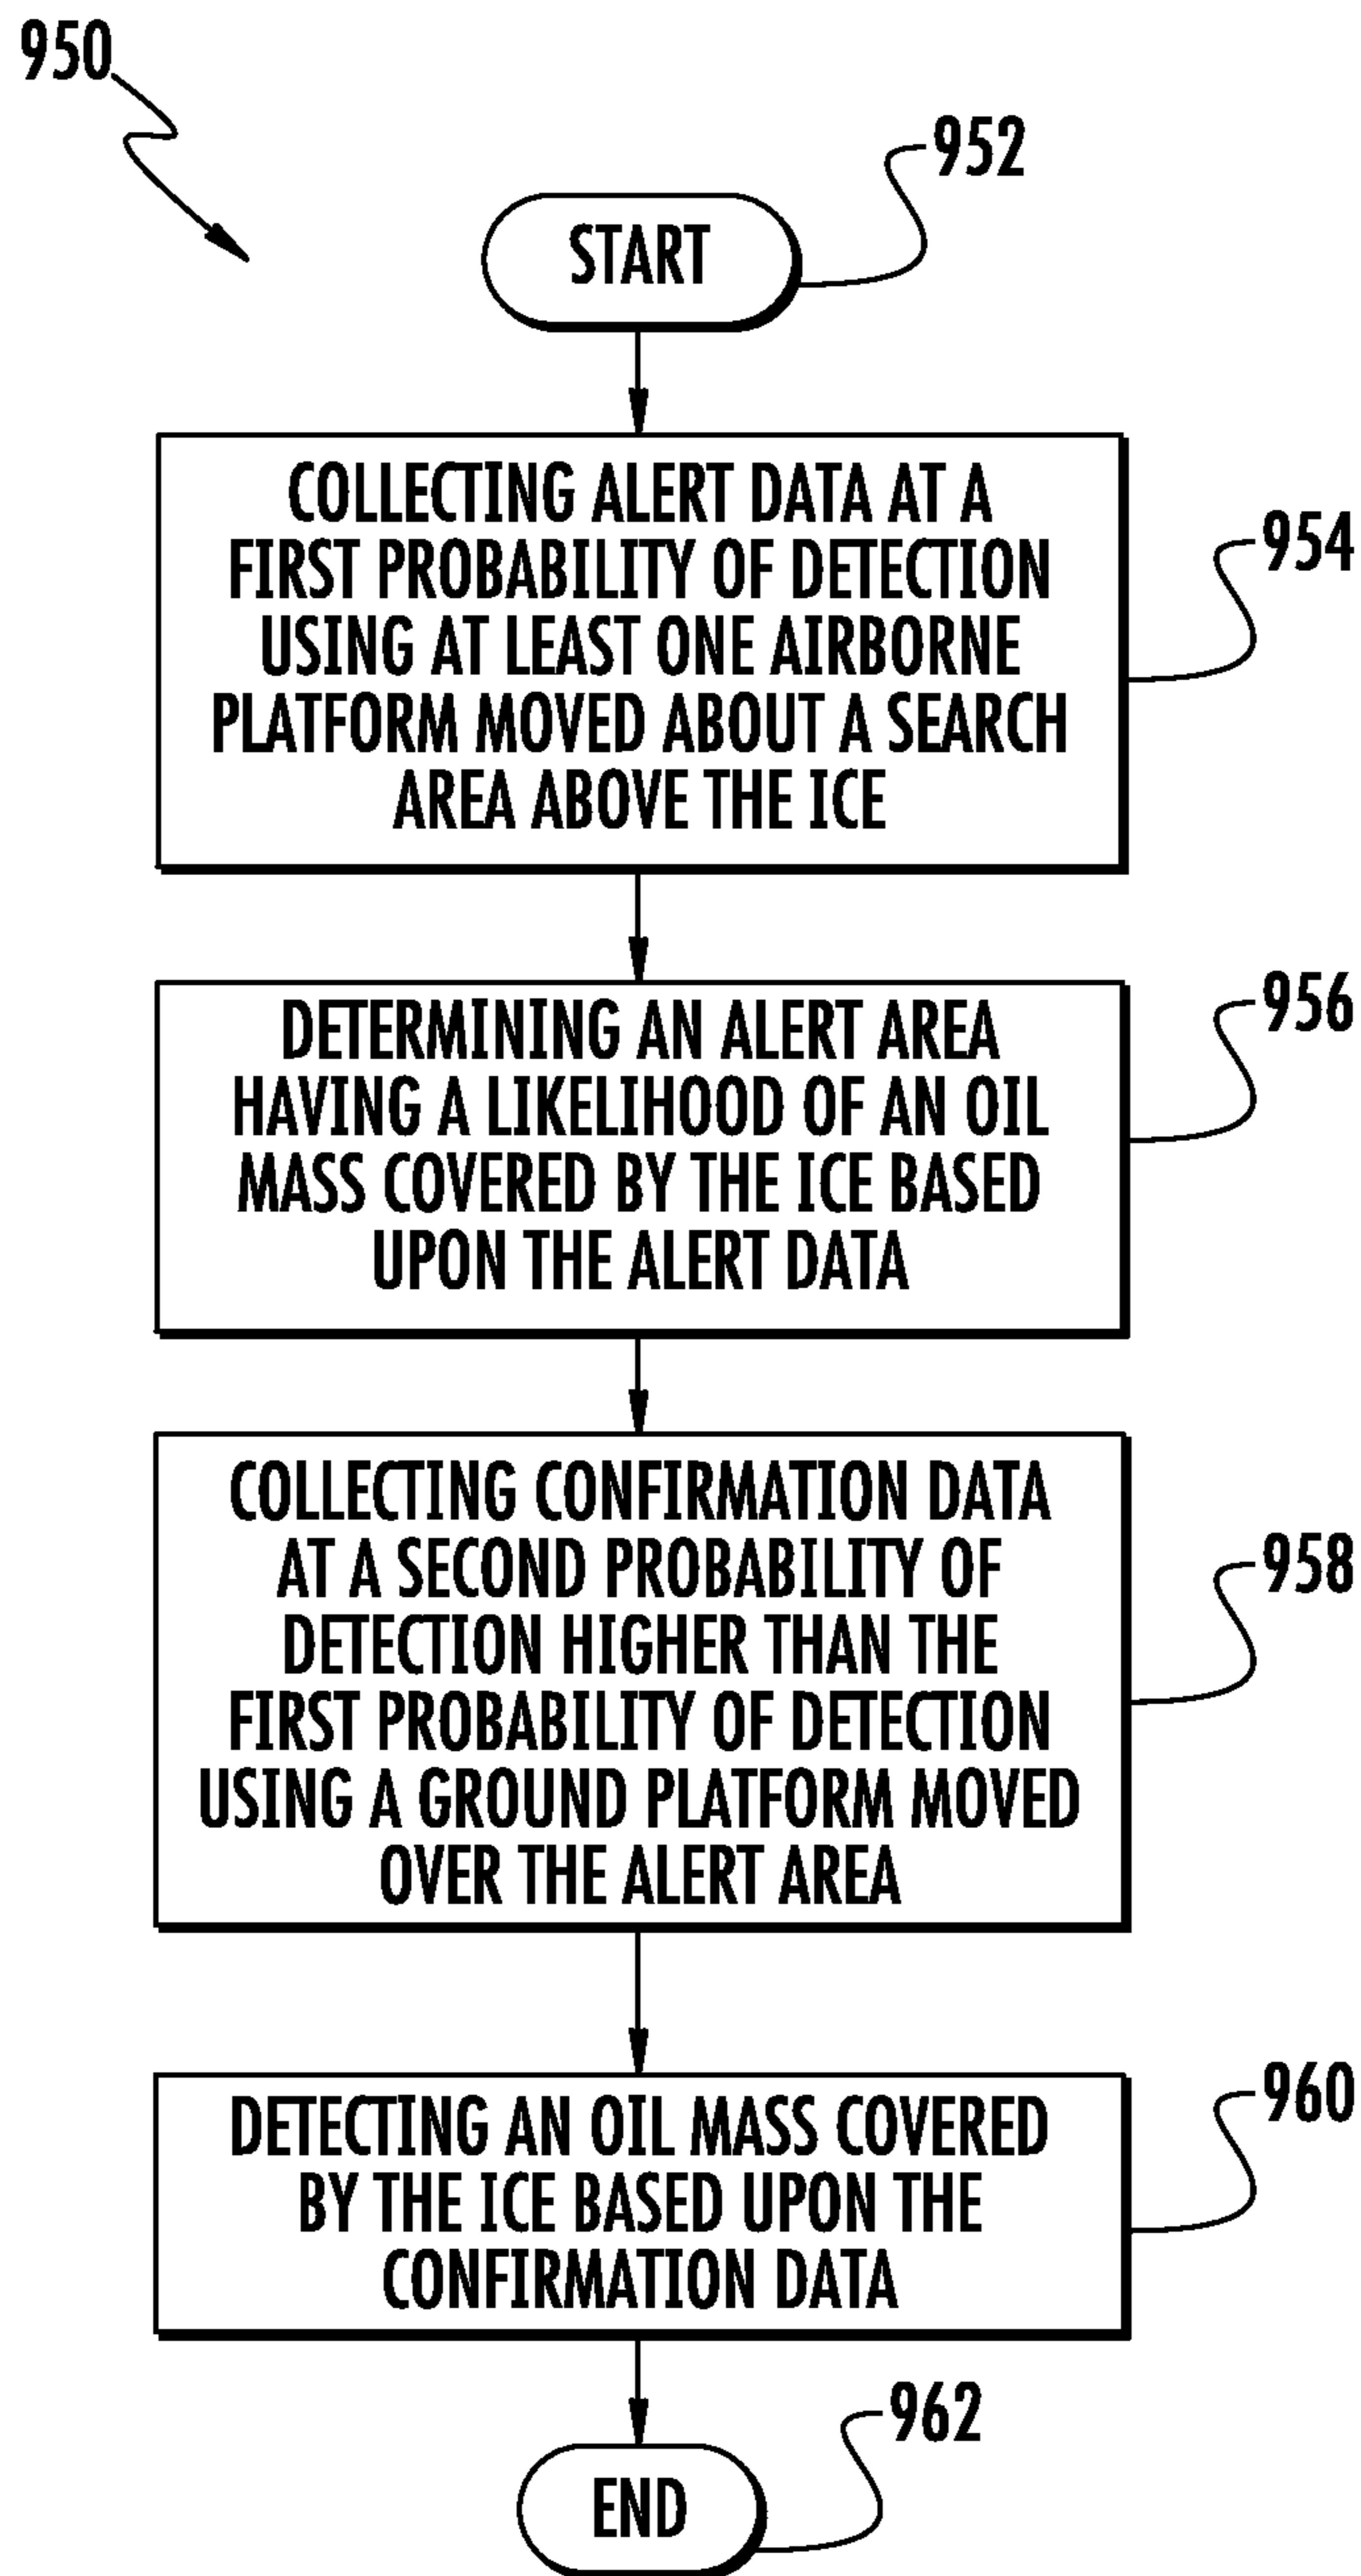 950
952
START
COLLECTING ALERT DATA AT A
FIRST PROBABILITY OF DETECTION
USING AT LEAST ONE AIRBORNE
PLATFORM MOVED ABOUT A SEARCH
AREA ABOVE THE ICE
954
DETERMINING AN ALERT AREA
HAVING A LIKELIHOOD OF AN OIL
MASS COVERED BY THE ICE BASED
UPON THE ALERT DATA
956
COLLECTING CONFIRMATION DATA
AT A SECOND PROBABILITY OF
DETECTION HIGHER THAN THE
FIRST PROBABILITY OF DETECTION
USING A GROUND PLATFORM MOVED
OVER THE ALERT AREA
958
DETECTING AN OIL MASS COVERED
BY THE ICE BASED UPON THE
CONFIRMATION DATA
960
962
END